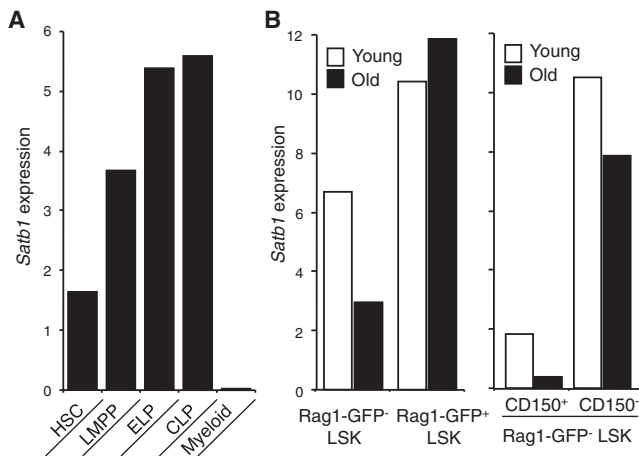 A
Satb1 expression
6
5
4
3
2
1
0
HSC
LMPP
ELP
CLP
Myeloid
B
Satb1 expression
12
10
8
6
4
2
0
Young
Old
Rag1-GFP⁻
LSK
Rag1-GFP⁺
LSK
Young
Old
CD150⁺
CD150⁻
Rag1-GFP⁻ LSK